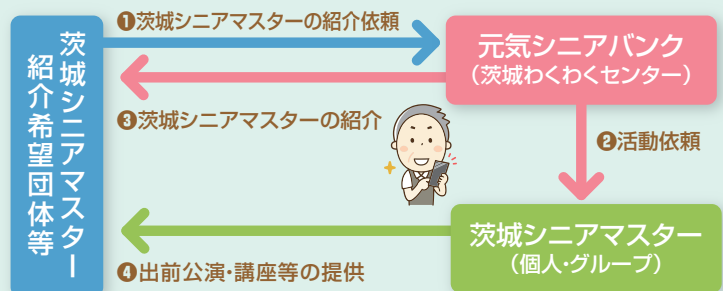 茨城シニアマスター
紹介希望団体等
❶茨城シニアマスターの紹介依頼
元気シニアバンク
（茨城わくわくセンター）
❷活動依頼
❸茨城シニアマスターの紹介
茨城シニアマスター
（個人・グループ）
❹出前公演・講座等の提供